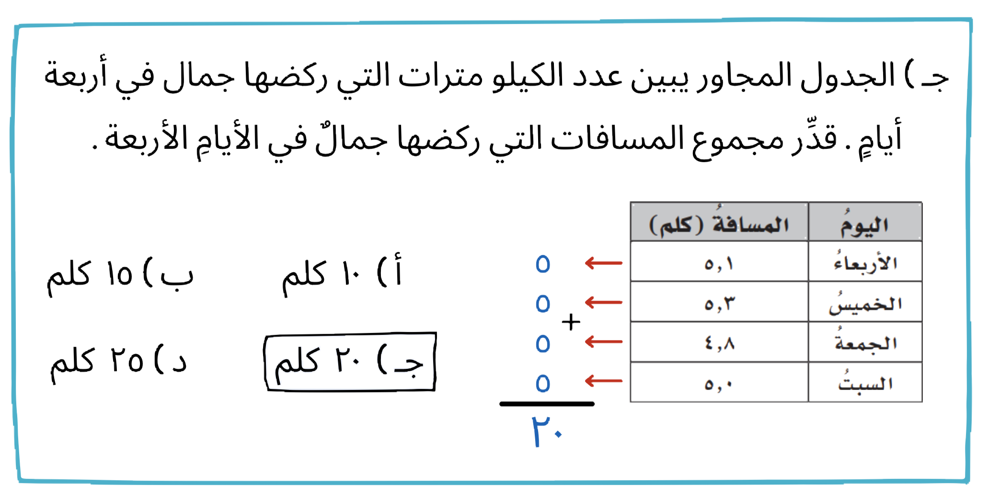 جـ ) الجدول المجاور يبين عدد الكيلو مترات التي ركضها جمال في أربعة
أيامٍ . قدِّر مجموع المسافات التي ركضها جمالٌ في الأيامِ الأربعة .
اليومُ المسافةُ (كلم)
الأربعاءُ ٥,١ ← ٥
الخميسُ ٥,٣ ← ٥
+
الجمعةُ ٤,٨ ← ٥
السبتُ ٥,٠ ← ٥
٢٠
أ ) ١٠ كلم ب ) ١٥ كلم
جـ ) ٢٠ كلم د ) ٢٥ كلم